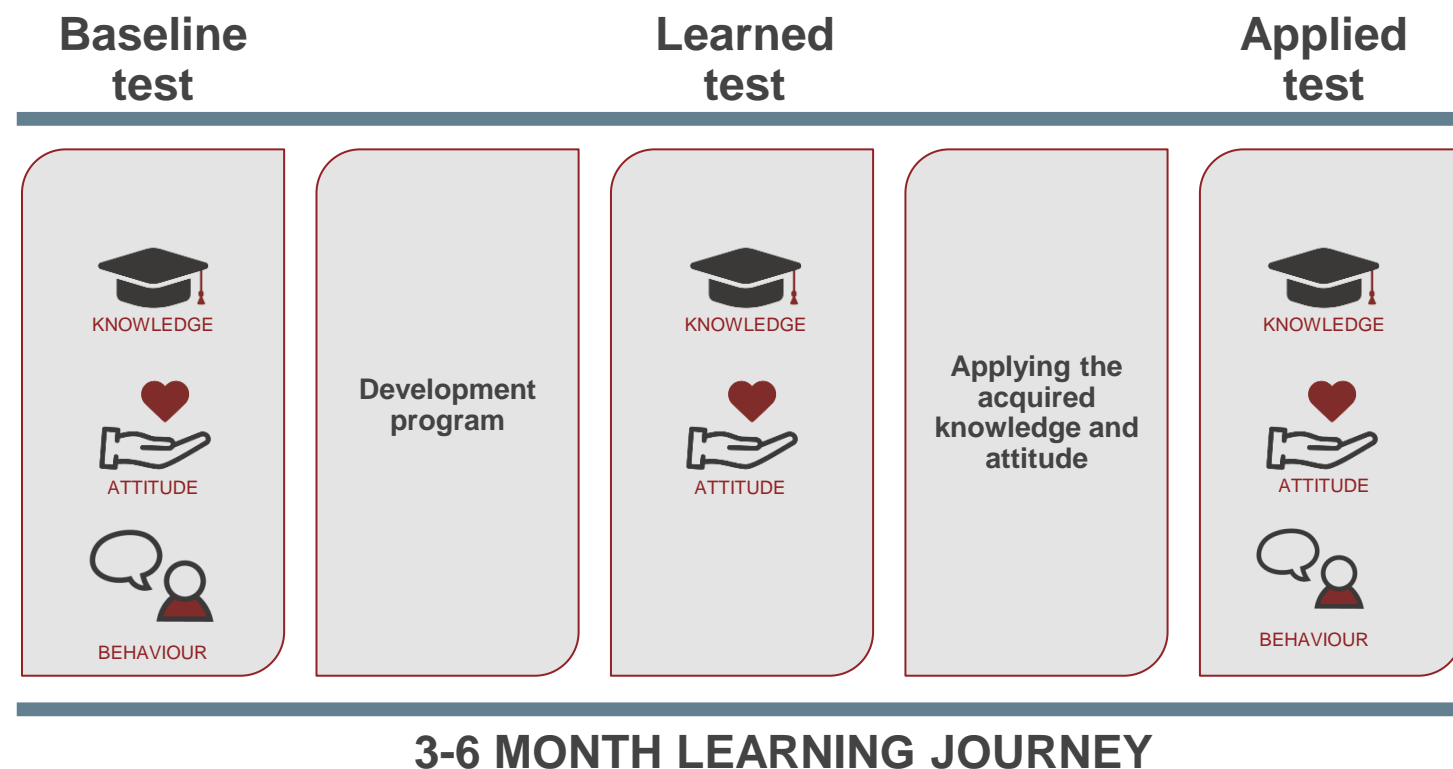 Baseline
test
Learned
test
Applied
test
KNOWLEDGE
ATTITUDE
BEHAVIOUR
Development
program
KNOWLEDGE
ATTITUDE
Applying the
acquired
knowledge and
attitude
KNOWLEDGE
ATTITUDE
BEHAVIOUR
3-6 MONTH LEARNING JOURNEY